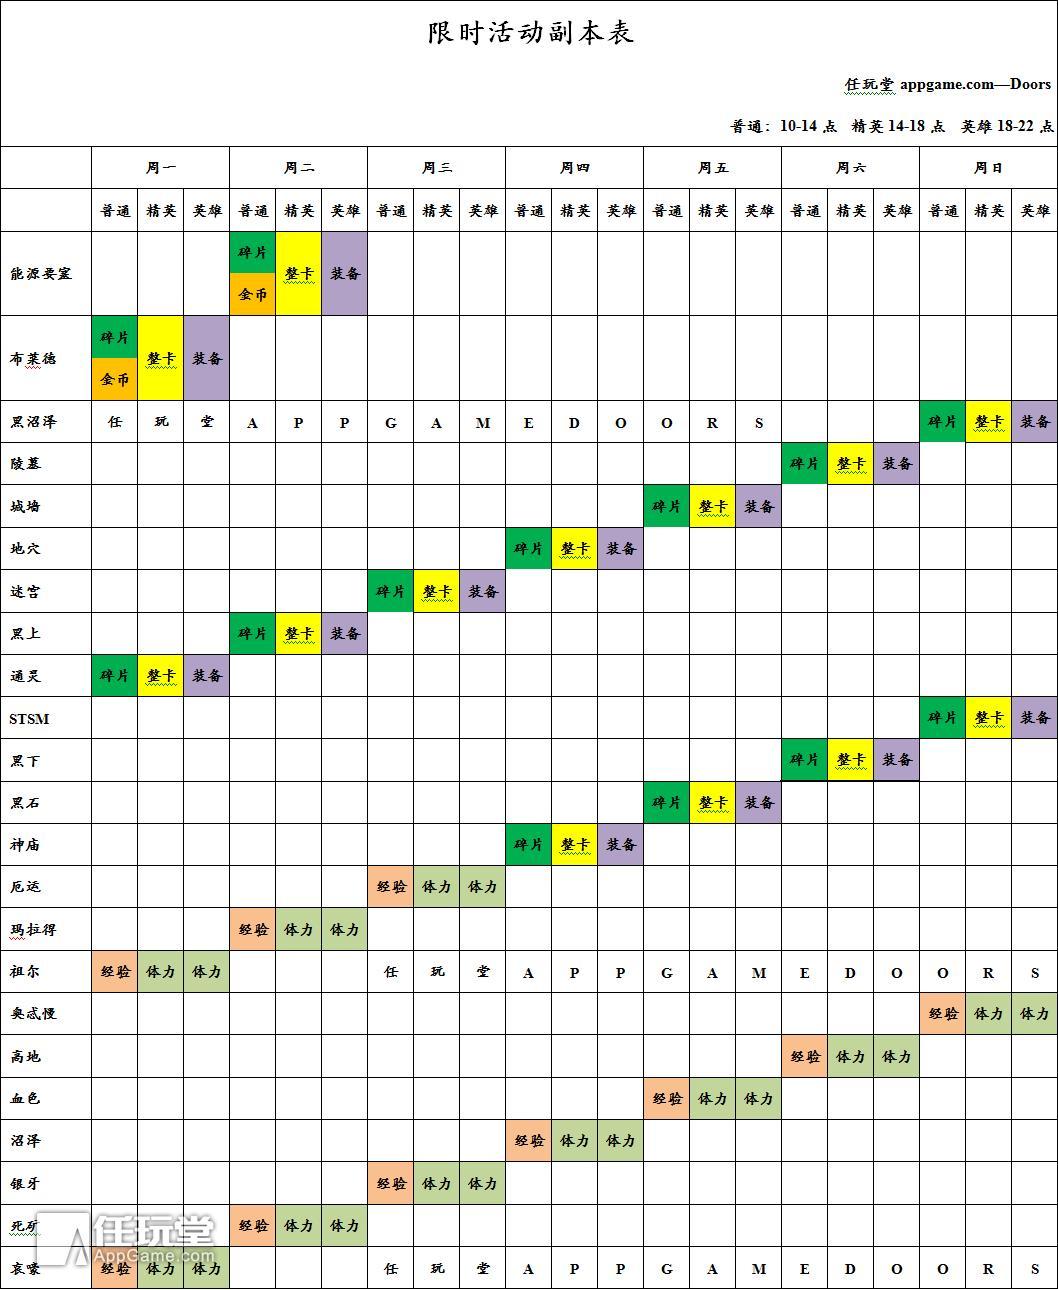 限时活动副本表
任玩堂 appgame.com—Doors
普通：10-14 点 精英 14-18 点 英雄 18-22 点
周一 周二 周三 周四 周五 周六 周日
普通 精英 英雄 普通 精英 英雄 普通 精英 英雄 普通 精英 英雄 普通 精英 英雄 普通 精英 英雄 普通 精英 英雄
能源要塞 碎片 金币 整卡 装备
布莱德 碎片 金币 整卡 装备
黑沼泽 任 玩 堂 A P P G A M E D O O R S 碎片 整卡 装备
陵墓 碎片 整卡 装备
城墙 碎片 整卡 装备
地穴 碎片 整卡 装备
迷宫 碎片 整卡 装备
黑上 碎片 整卡 装备
通灵 碎片 整卡 装备
STSM 碎片 整卡 装备
黑下 碎片 整卡 装备
黑石 碎片 整卡 装备
神庙 碎片 整卡 装备
厄运 经验 体力 体力
玛拉得 经验 体力 体力
祖尔 经验 体力 体力 任 玩 堂 A P P G A M E D O O R S
奥忒慢 经验 体力 体力
高地 经验 体力 体力
血色 经验 体力 体力
沼泽 经验 体力 体力
银牙 经验 体力 体力
死矿 经验 体力 体力
哀嚎 经验 体力 体力 任 玩 堂 A P P G A M E D O O R S
任玩堂
AppGame.com